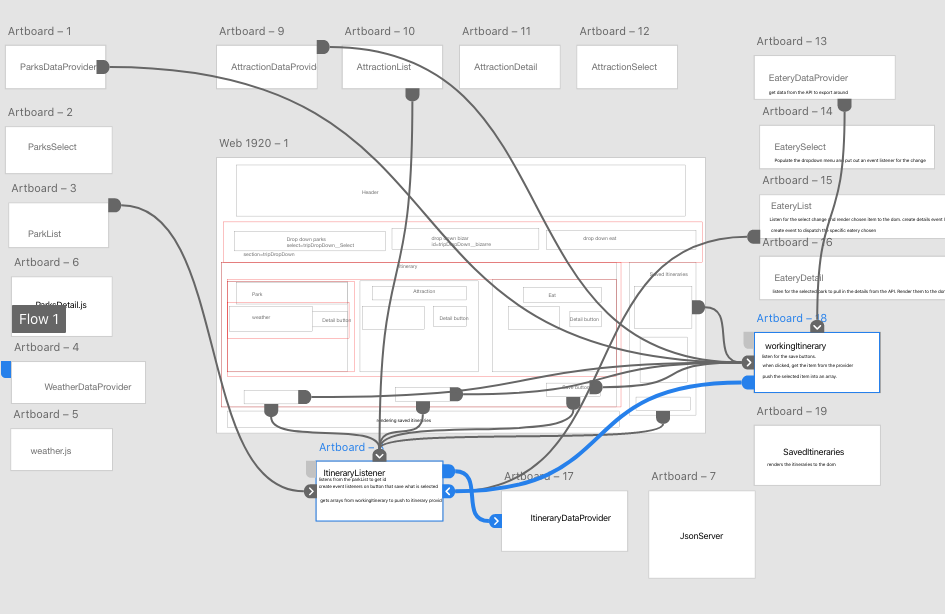 Artboard – 1
ParksDataProvider
Artboard – 2
ParksSelect
Artboard – 3
ParkList
Artboard – 6
ParksDetail.js
Flow 1
Artboard – 4
WeatherDataProvider
Artboard – 5
weather.js
Artboard – 9
AttractionDataProvid
Artboard – 10
AttractionList
Artboard – 11
AttractionDetail
Artboard – 12
AttractionSelect
Web 1920 – 1
Header
Drop down parks
select=tripDropDown__Select
section=tripDropDown
drop down bizar
id=tripDropDown__bizarre
drop down eat
Itinerary
Saved Itineraries
Park
weather
Detail button
Attraction
Detail button
Eat
Detail button
Save button
rendering saved itineraries
Artboard –
ItineraryListener
listens from the parkList to get id
create event listeners on button that save what is selected
gets arrays from workingItinerary to push to itinerary provid
Artboard – 17
ItineraryDataProvider
Artboard – 7
JsonServer
Artboard – 13
EateryDataProvider
get data from the API to export around
Artboard – 14
EaterySelect
Populate the dropdown menu and put out an event listener for the change
Artboard – 15
EateryList
Listen for the select change and render chosen item to the dom. create details event
create event to dispatch the specific eatery chosen
Artboard – 16
EateryDetail
listen for the selected park to pull in the details from the API. Render them to the dom
Artboard – 18
workingItinerary
listen for the save buttons.
when clicked, get the item from the provider
push the selected item into an array.
Artboard – 19
SavedItineraries
renders the itineraries to the dom